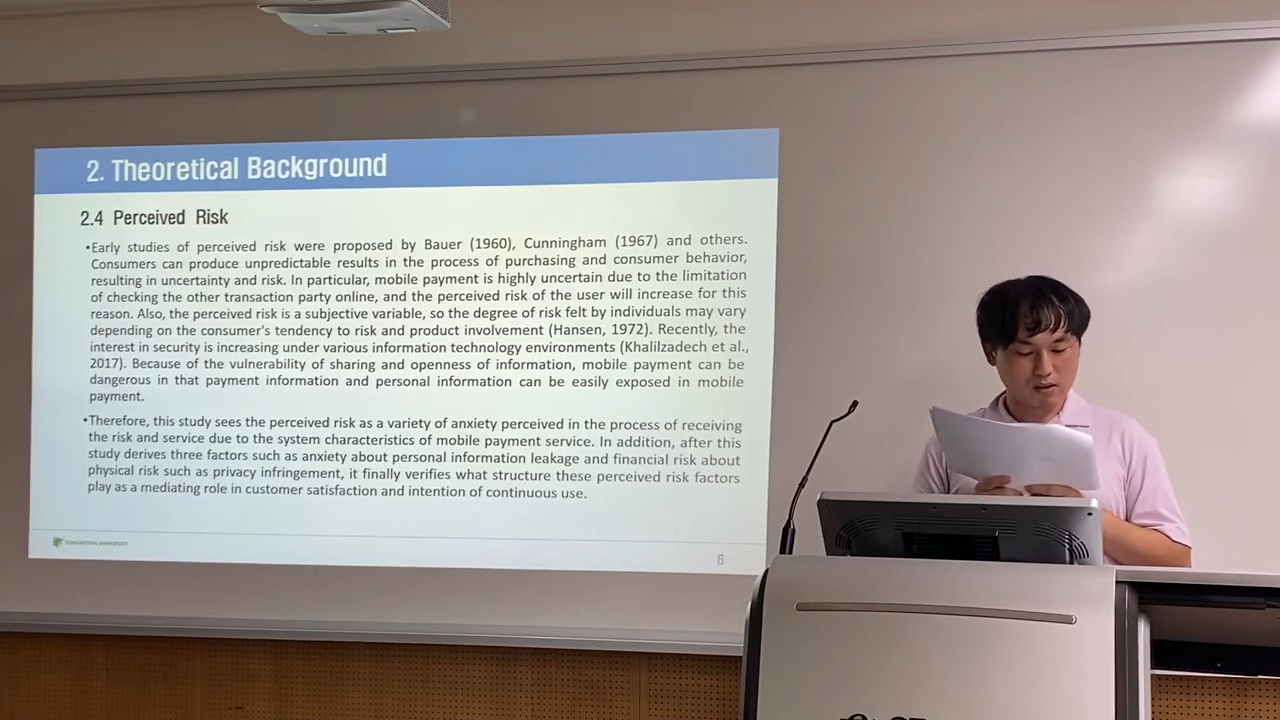 2. Theoretical Background
2.4 Perceived Risk
•Early studies of perceived risk were proposed by Bauer (1960), Cunningham (1967) and others.
Consumers can produce unpredictable results in the process of purchasing and consumer behavior,
resulting in uncertainty and risk. In particular, mobile payment is highly uncertain due to the limitation
of checking the other transaction party online, and the perceived risk of the user will increase for this
reason. Also, the perceived risk is a subjective variable, so the degree of risk felt by individuals may vary
depending on the consumer's tendency to risk and product involvement (Hansen, 1972). Recently, the
interest in security is increasing under various information technology environments (Khalilzadech et al.,
2017). Because of the vulnerability of sharing and openness of information, mobile payment can be
dangerous in that payment information and personal information can be easily exposed in mobile
payment.
•Therefore, this study sees the perceived risk as a variety of anxiety perceived in the process of receiving
the risk and service due to the system characteristics of mobile payment service. In addition, after this
study derives three factors such as anxiety about personal information leakage and financial risk about
physical risk such as privacy infringement, it finally verifies what structure these perceived risk factors
play as a mediating role in customer satisfaction and intention of continuous use.
UNIVERSITY
6